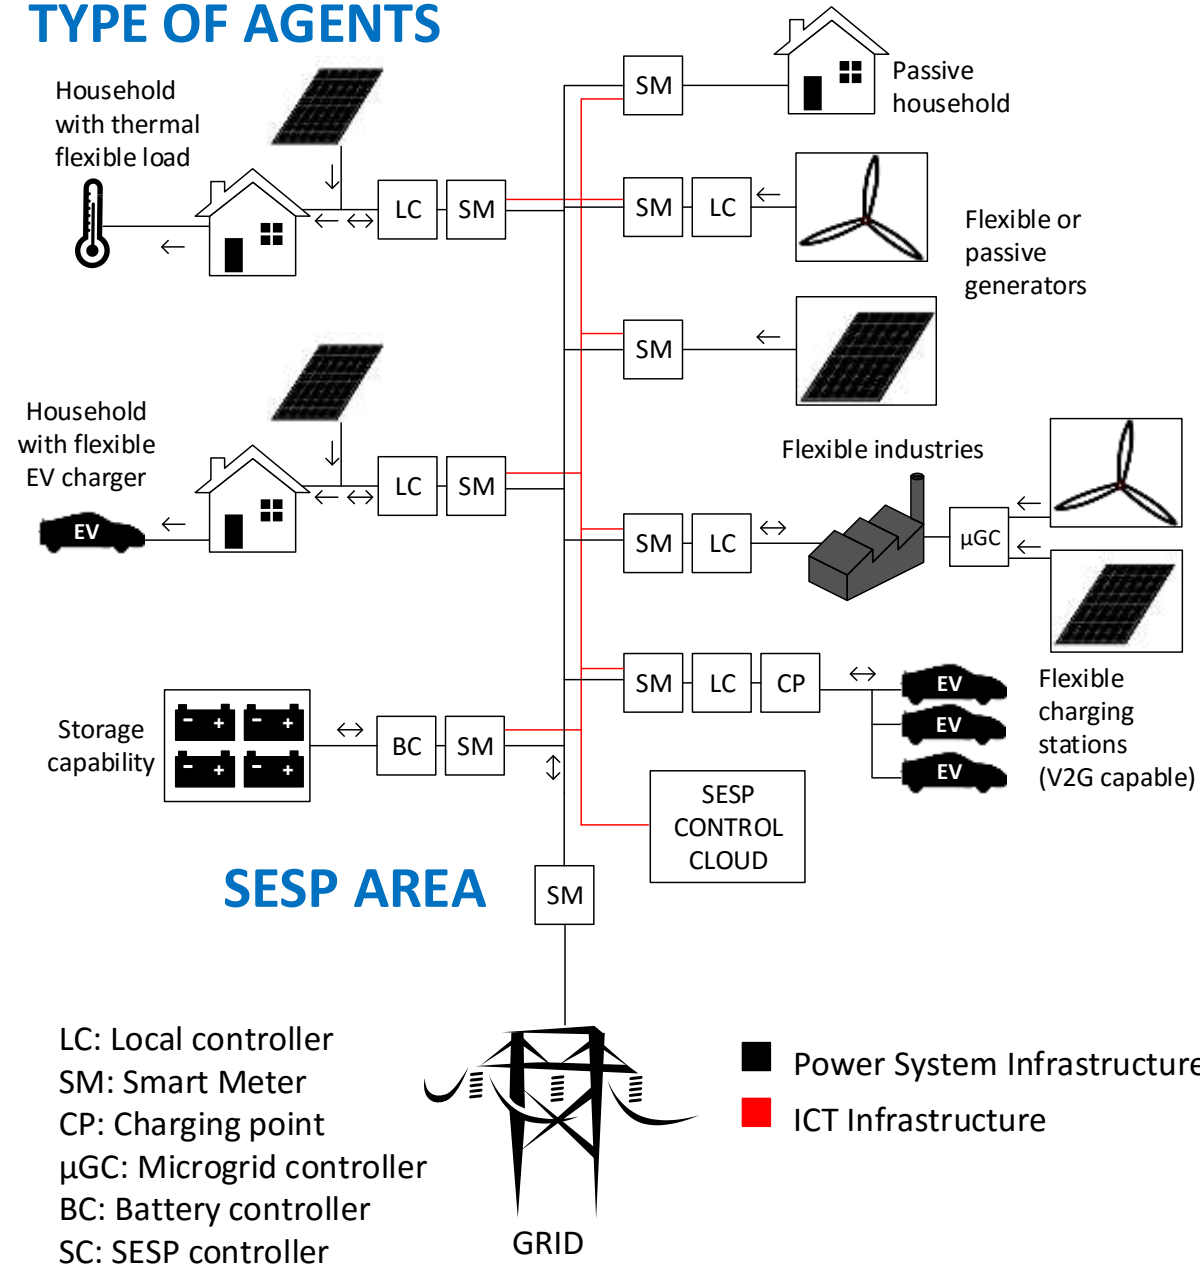 TYPE OF AGENTS
Household
with thermal
flexible load
LC
SM
SM
Passive
household
SM
LC
Flexible or
passive
generators
SM
Household
with flexible
EV charger
EV
LC
SM
Flexible industries
SM
LC
µGC
SM
LC
CP
EV
EV
EV
Flexible
charging
stations
(V2G capable)
Storage
capability
- +
- +
- +
- +
BC
SM
SESP
CONTROL
CLOUD
SESP AREA
SM
GRID
LC: Local controller
SM: Smart Meter
CP: Charging point
µGC: Microgrid controller
BC: Battery controller
SC: SESP controller
Power System Infrastructure
ICT Infrastructure